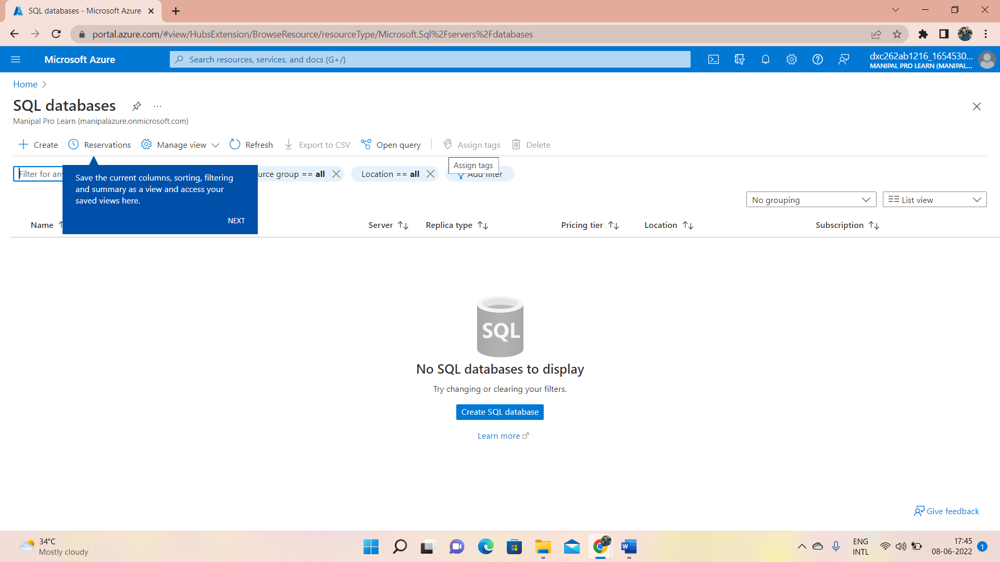 SQL databases - Microsoft Azure
portal.azure.com/#view/HubsExtension/BrowseResource/resourceType/Microsoft.Sql%2Fservers%2Fdatabases
Microsoft Azure
Search resources, services, and docs (G+/)
dxc262ab1216_1654530...
MANIPAL PRO LEARN (MANIPAL...
Home
SQL databases
Manipal Pro Learn (manipalazure.onmicrosoft.com)
Create
Reservations
Manage view
Refresh
Export to CSV
Open query
Assign tags
Delete
Assign tags
Filter for any
Save the current columns, sorting, filtering
and summary as a view and access your
saved views here.
NEXT
urce group == all
Location == all
Add filter
No grouping
List view
Name
Server
Replica type
Pricing tier
Location
Subscription
SQL
No SQL databases to display
Try changing or clearing your filters.
Create SQL database
Learn more
Give feedback
34°C
Mostly cloudy
W
ENG
INTL
17:45
08-06-2022
1